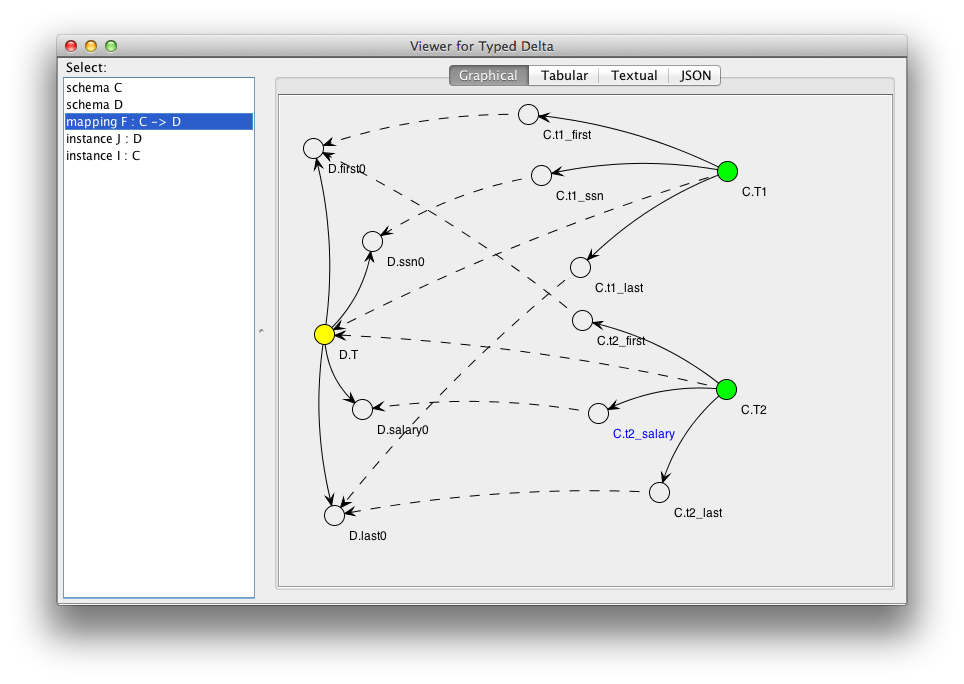 Viewer for Typed Delta
Select:
schema C
schema D
mapping F : C -> D
instance J : D
instance I : C
Graphical Tabular Textual JSON
C.t1_first
D.first0
C.T1
C.t1_ssn
D.ssn0
C.t1_last
C.t2_first
D.T
C.T2
D.salary0
C.t2_salary
C.t2_last
D.last0